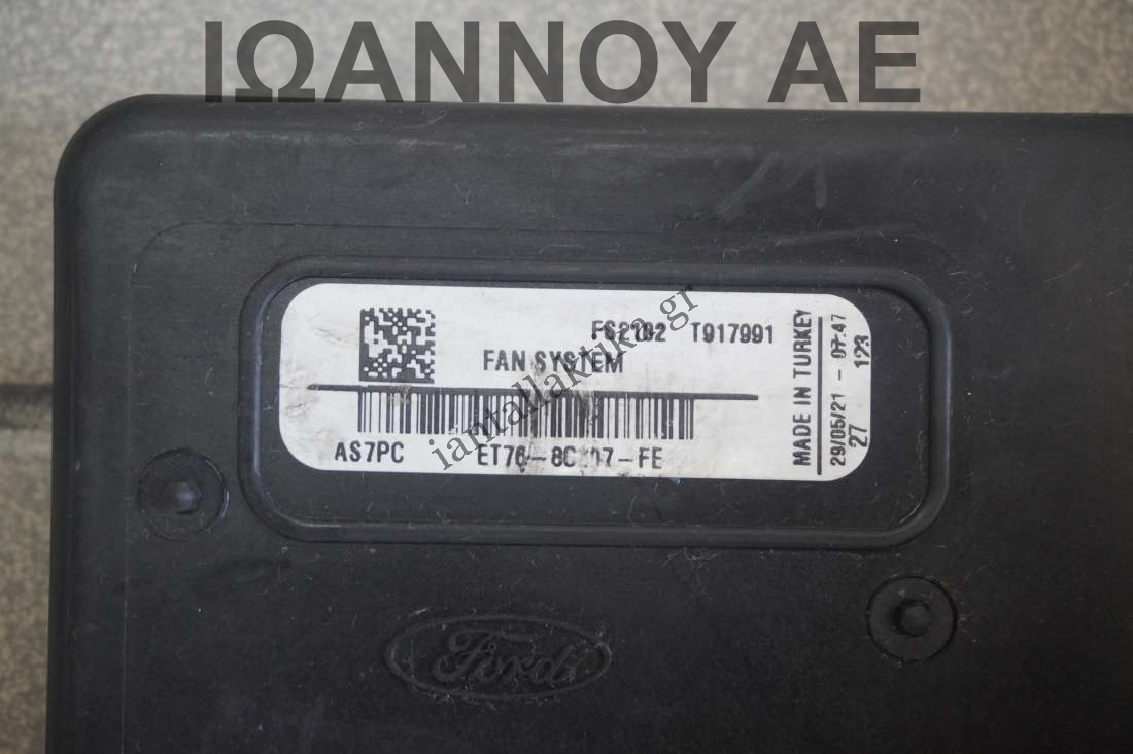 ΙΩΑΝΝΟΥ ΑΕ
T917991
FAN SYSTEM
AS7PC
MADE IN TURKEY
29/05/21 - 07:47
27 123
iantallaktika.gr
Ford